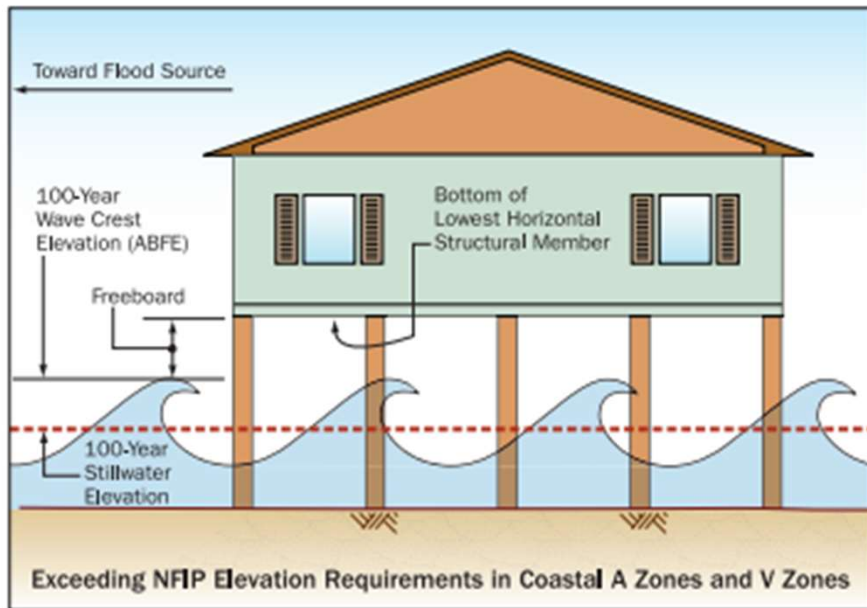 Toward Flood Source
100-Year
Wave Crest
Elevation (ABFE)
Freeboard
Bottom of
Lowest Horizontal
Structural Member
100-Year
Stillwater
Elevation
Exceeding NFIP Elevation Requirements in Coastal A Zones and V Zones